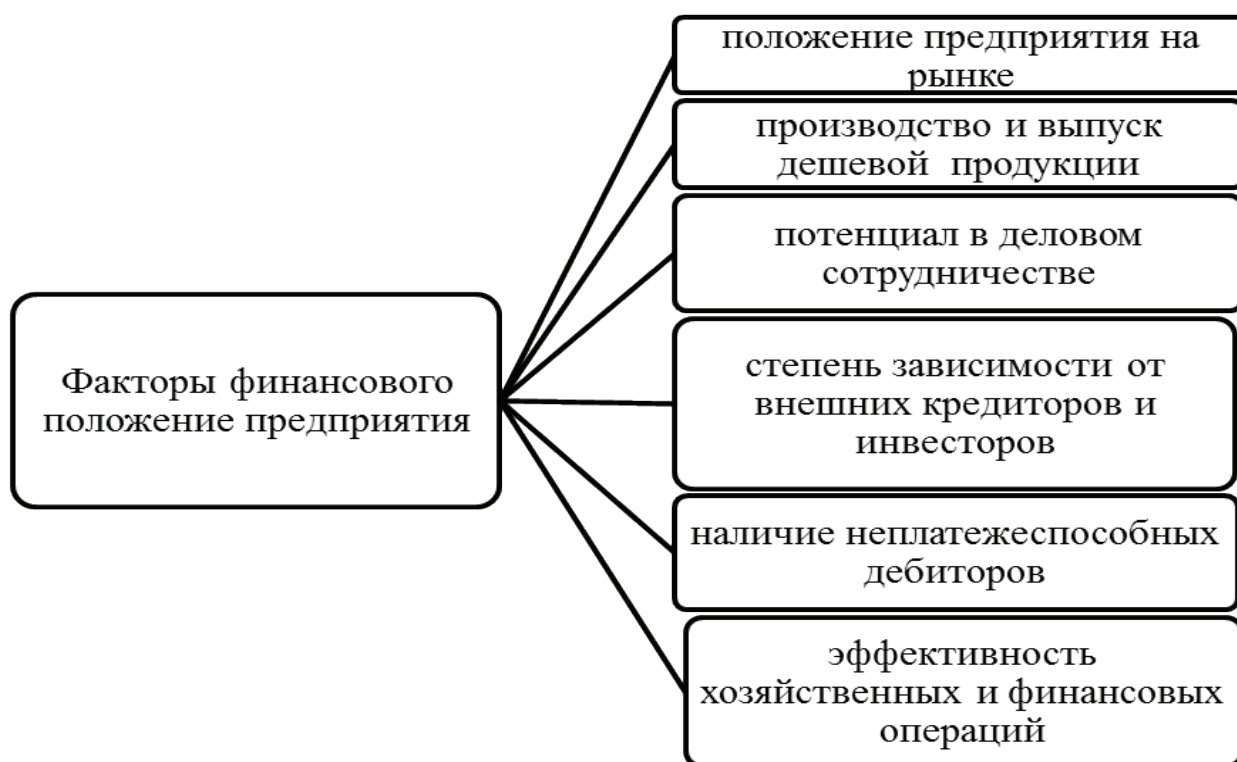 положение предприятия на
рынке
производство и выпуск
дешевой продукции
потенциал в деловом
сотрудничестве
Факторы финансового
положение предприятия
степень зависимости от
внешних кредиторов и
инвесторов
наличие неплатежеспособных
дебиторов
эффективность
хозяйственных и финансовых
операций